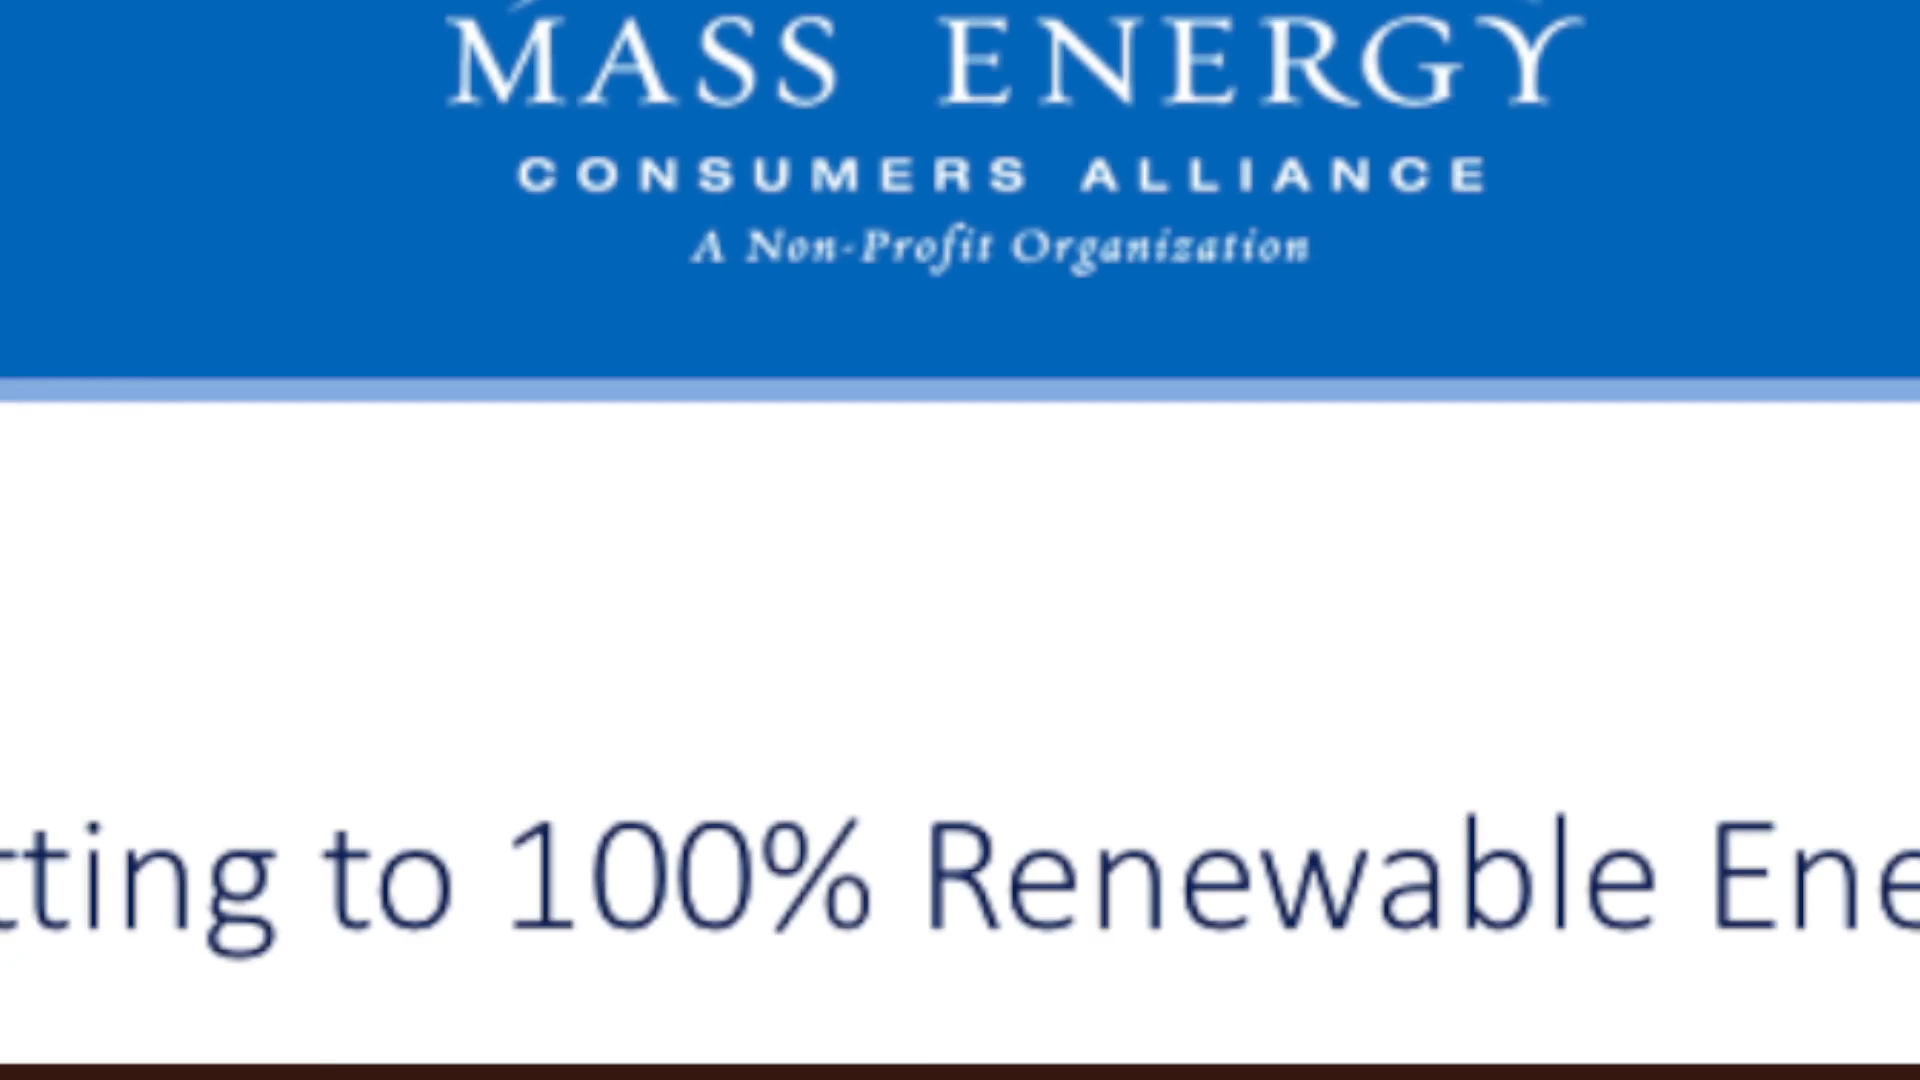 MASS ENERGY
CONSUMERS ALLIANCE
A Non-Profit Organization
tting to 100% Renewable Ene